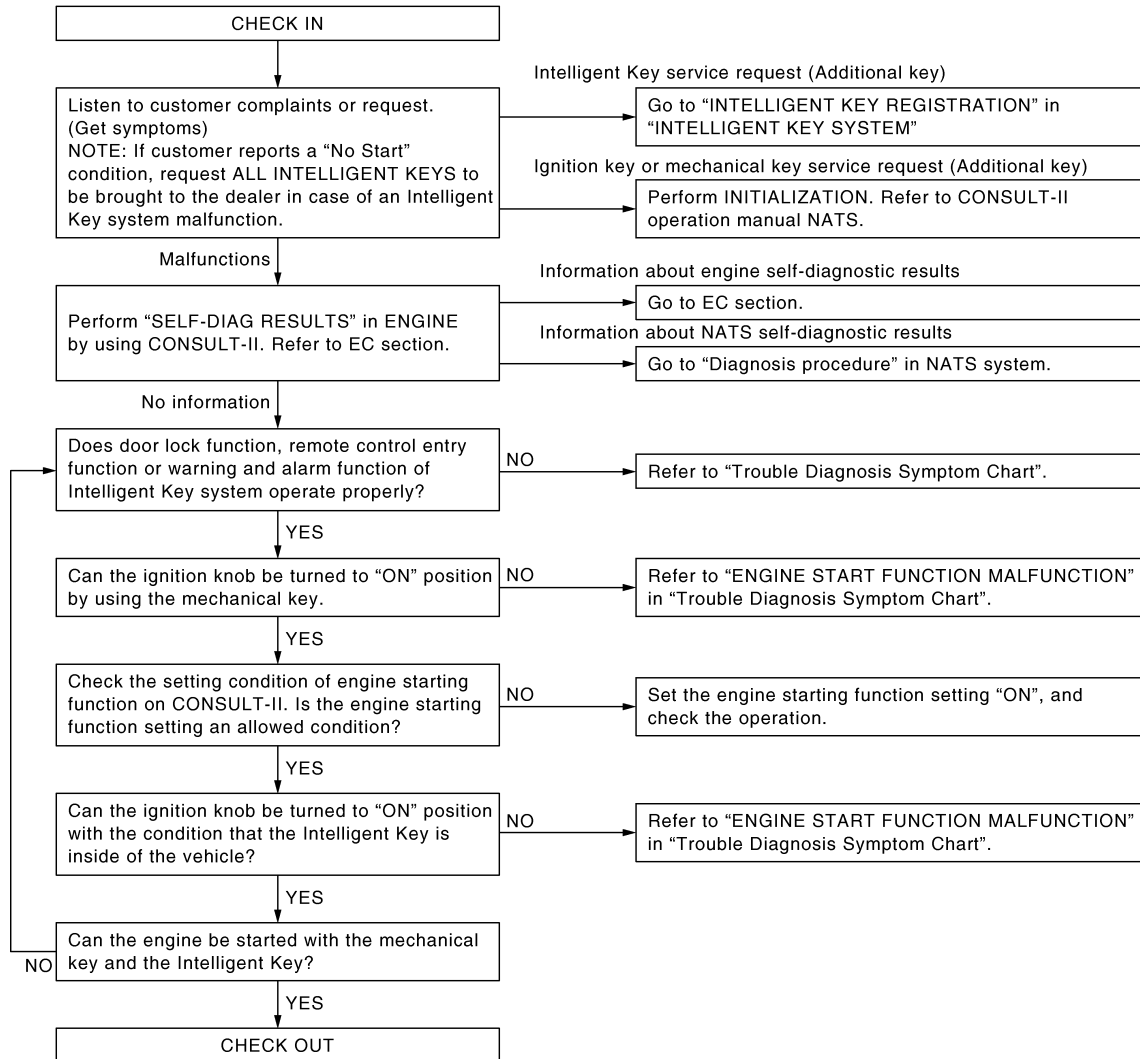 CHECK IN
Intelligent Key service request (Additional key)
Listen to customer complaints or request.
(Get symptoms)
NOTE: If customer reports a “No Start”
condition, request ALL INTELLIGENT KEYS to
be brought to the dealer in case of an Intelligent
Key system malfunction.
Go to “INTELLIGENT KEY REGISTRATION” in
“INTELLIGENT KEY SYSTEM”
Ignition key or mechanical key service request (Additional key)
Perform INITIALIZATION. Refer to CONSULT-II
operation manual NATS.
Malfunctions
Information about engine self-diagnostic results
Perform “SELF-DIAG RESULTS” in ENGINE
by using CONSULT-II. Refer to EC section.
Go to EC section.
Information about NATS self-diagnostic results
Go to “Diagnosis procedure” in NATS system.
No information
Does door lock function, remote control entry
function or warning and alarm function of
Intelligent Key system operate properly?
NO
Refer to “Trouble Diagnosis Symptom Chart”.
YES
Can the ignition knob be turned to “ON” position
by using the mechanical key.
NO
Refer to “ENGINE START FUNCTION MALFUNCTION”
in “Trouble Diagnosis Symptom Chart”.
YES
Check the setting condition of engine starting
function on CONSULT-II. Is the engine starting
function setting an allowed condition?
NO
Set the engine starting function setting “ON”, and
check the operation.
YES
Can the ignition knob be turned to “ON” position
with the condition that the Intelligent Key is
inside of the vehicle?
NO
Refer to “ENGINE START FUNCTION MALFUNCTION”
in “Trouble Diagnosis Symptom Chart”.
YES
Can the engine be started with the mechanical
key and the Intelligent Key?
NO
YES
CHECK OUT